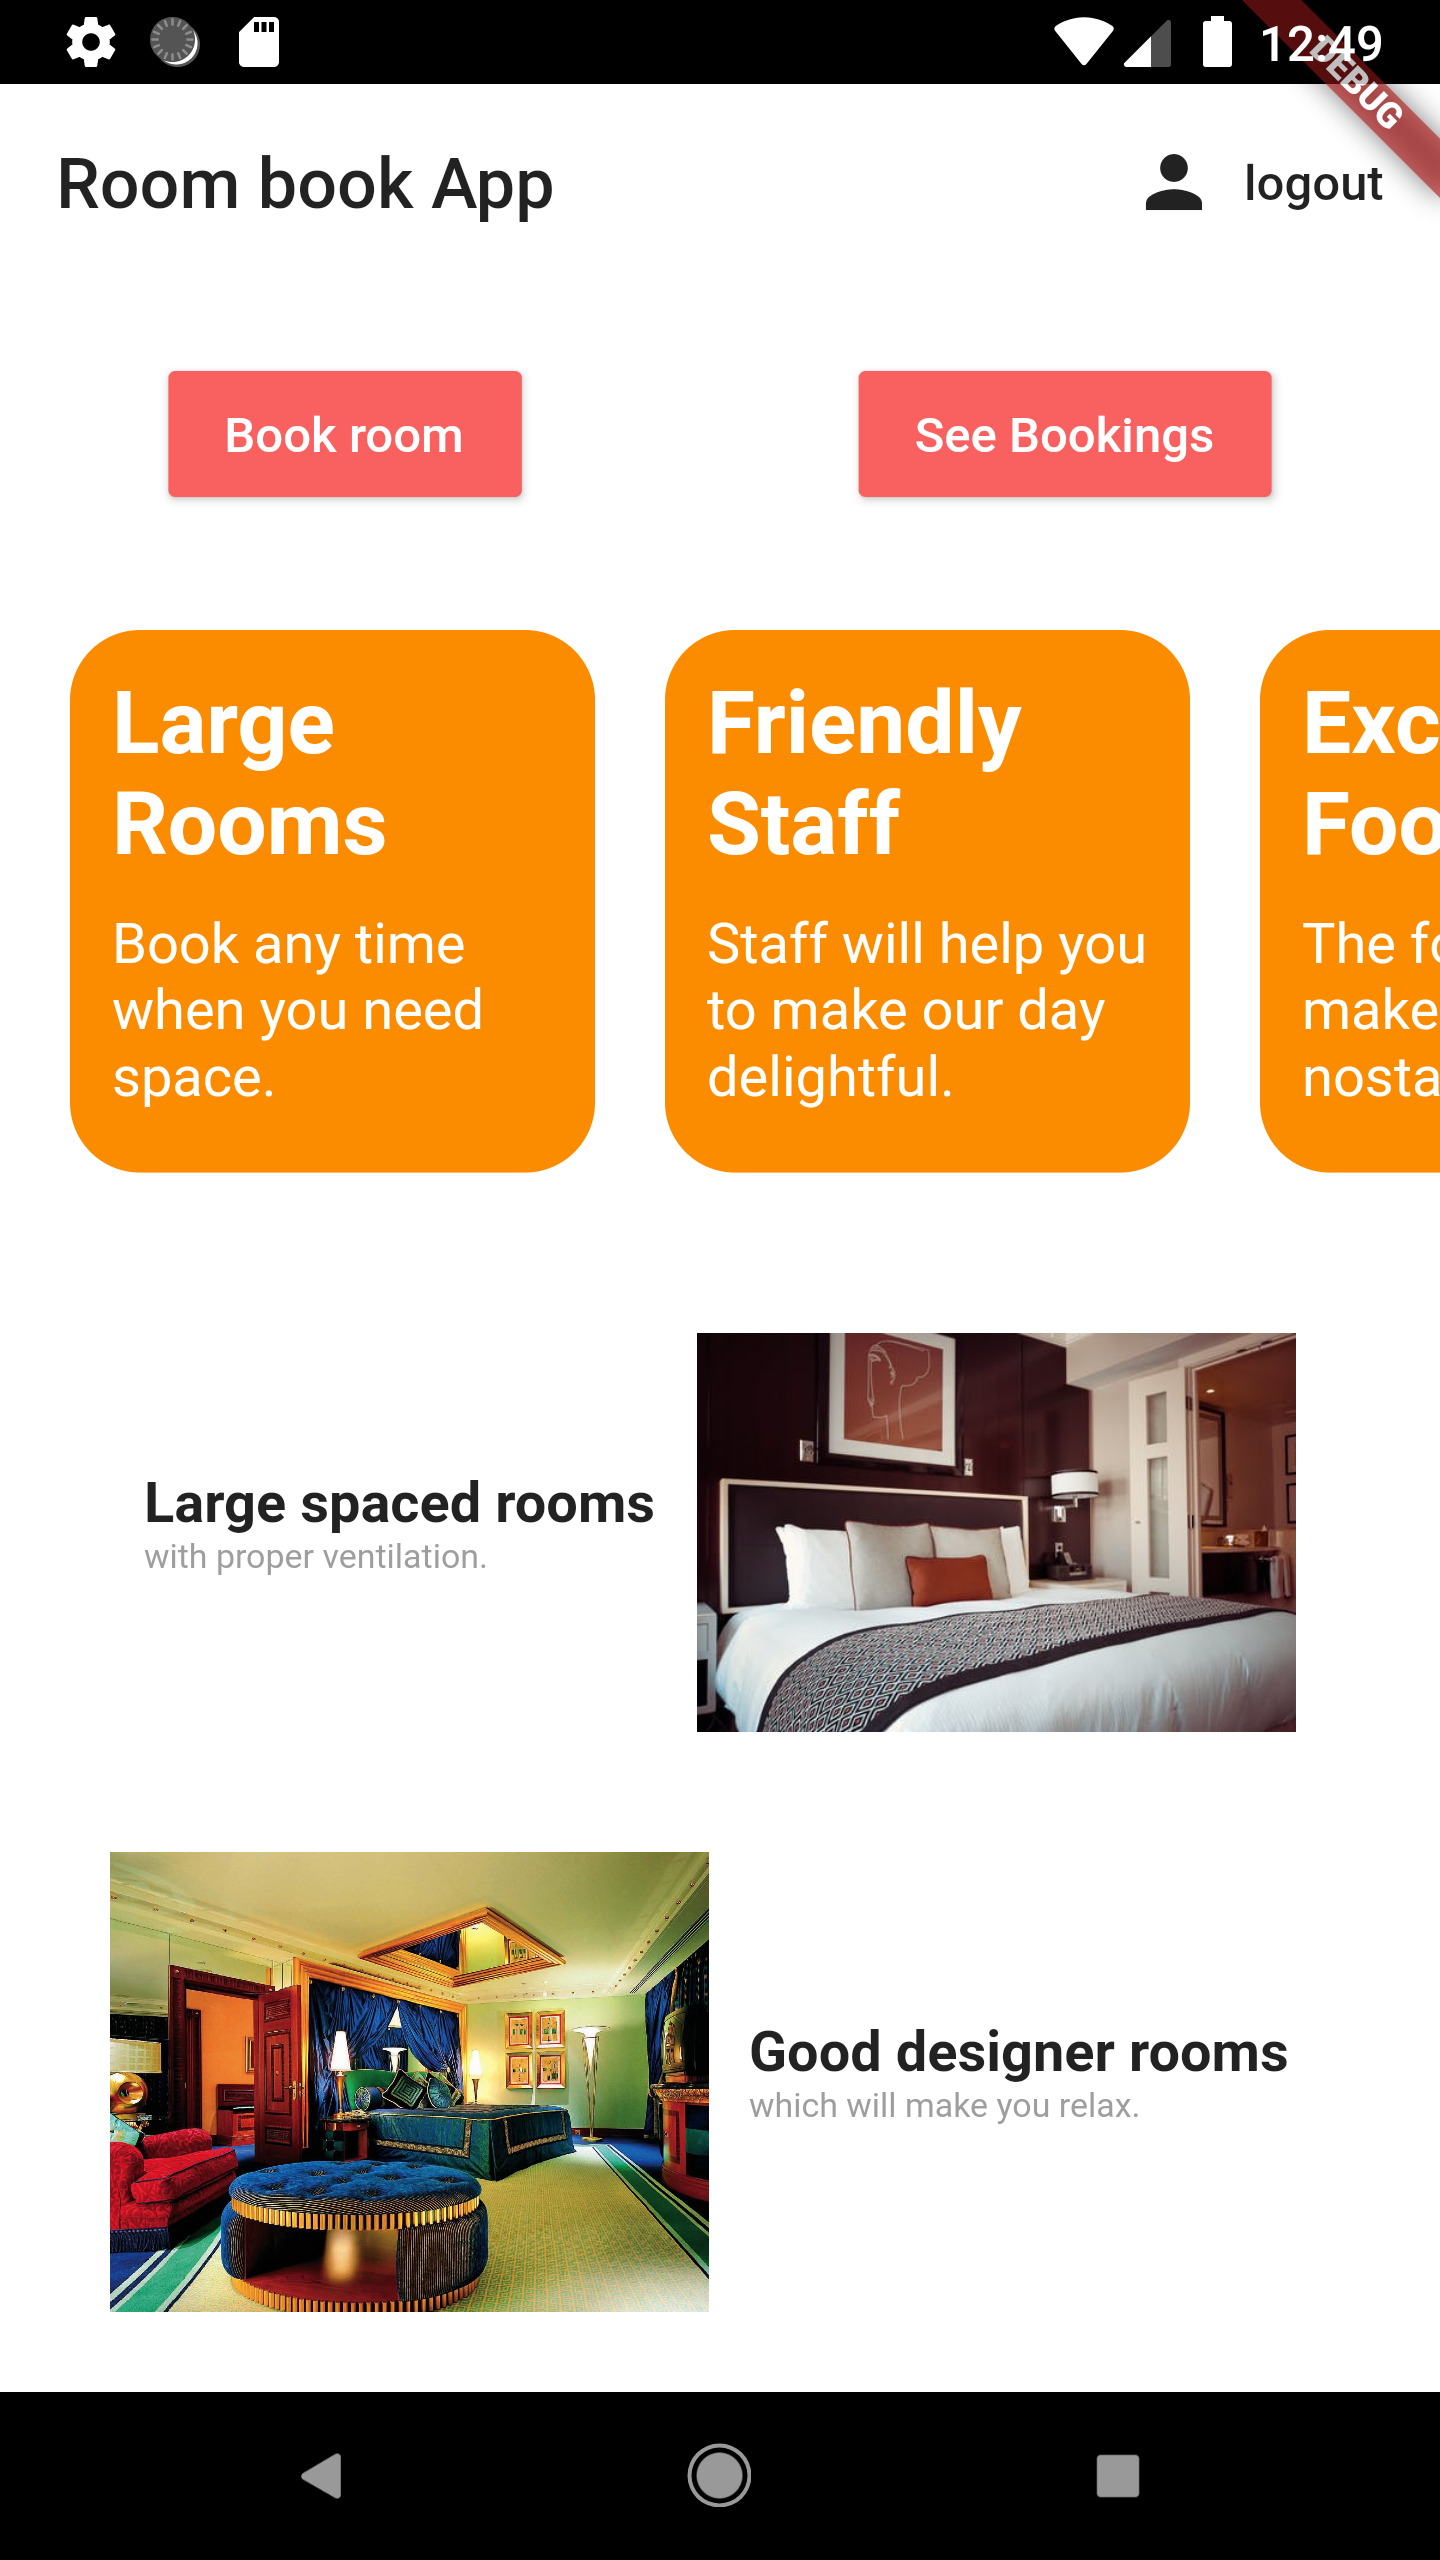 12:49
DEBUG
Room book App
logout
Book room
See Bookings
Large
Rooms
Book any time
when you need
space.
Friendly
Staff
Staff will help you
to make our day
delightful.
Exc
Foo
The fo
make
nosta
Large spaced rooms
with proper ventilation.
Good designer rooms
which will make you relax.